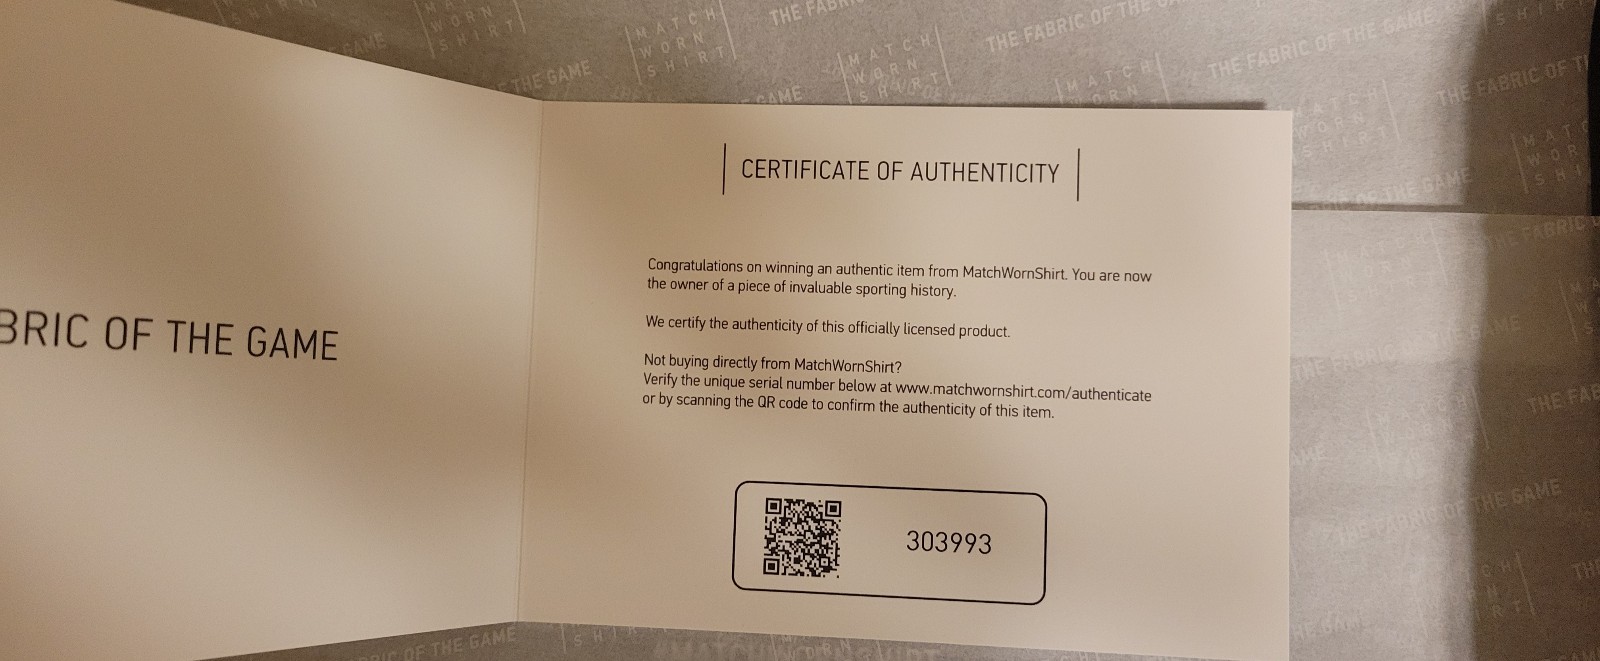 BRIC OF THE GAME
CERTIFICATE OF AUTHENTICITY
Congratulations on winning an authentic item from MatchWornShirt. You are now
the owner of a piece of invaluable sporting history.
We certify the authenticity of this officially licensed product.
Not buying directly from MatchWornShirt?
Verify the unique serial number below at www.matchwornshirt.com/authenticate
or by scanning the QR code to confirm the authenticity of this item.
303993
MATCH
WORN
SHIRT
THE FABRIC OF THE GAME